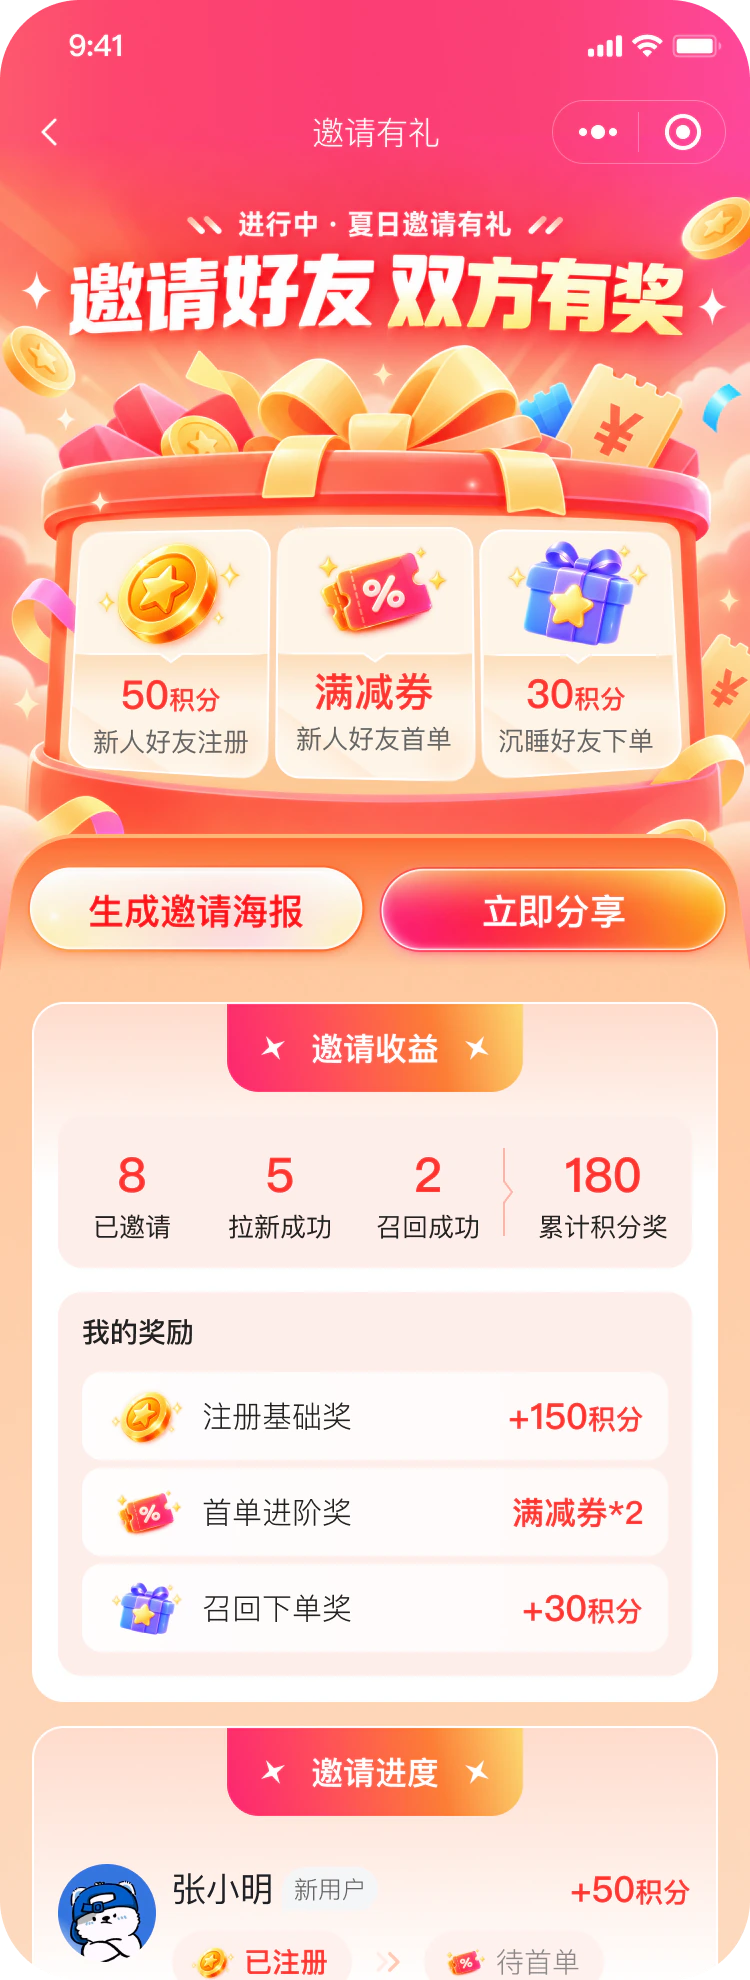 9:41
邀请有礼
进行中·夏日邀请有礼
邀请好友 双方有奖
¥
%
¥
50积分
满减券
30积分
新人好友注册
新人好友首单
沉睡好友下单
生成邀请海报
立即分享
邀请收益
8
5
2
180
已邀请
拉新成功
召回成功
累计积分奖
我的奖励
注册基础奖
+150积分
%
首单进阶奖
满减券*2
召回下单奖
+30积分
邀请进度
张小明
新用户
+50积分
已注册
%
待首单